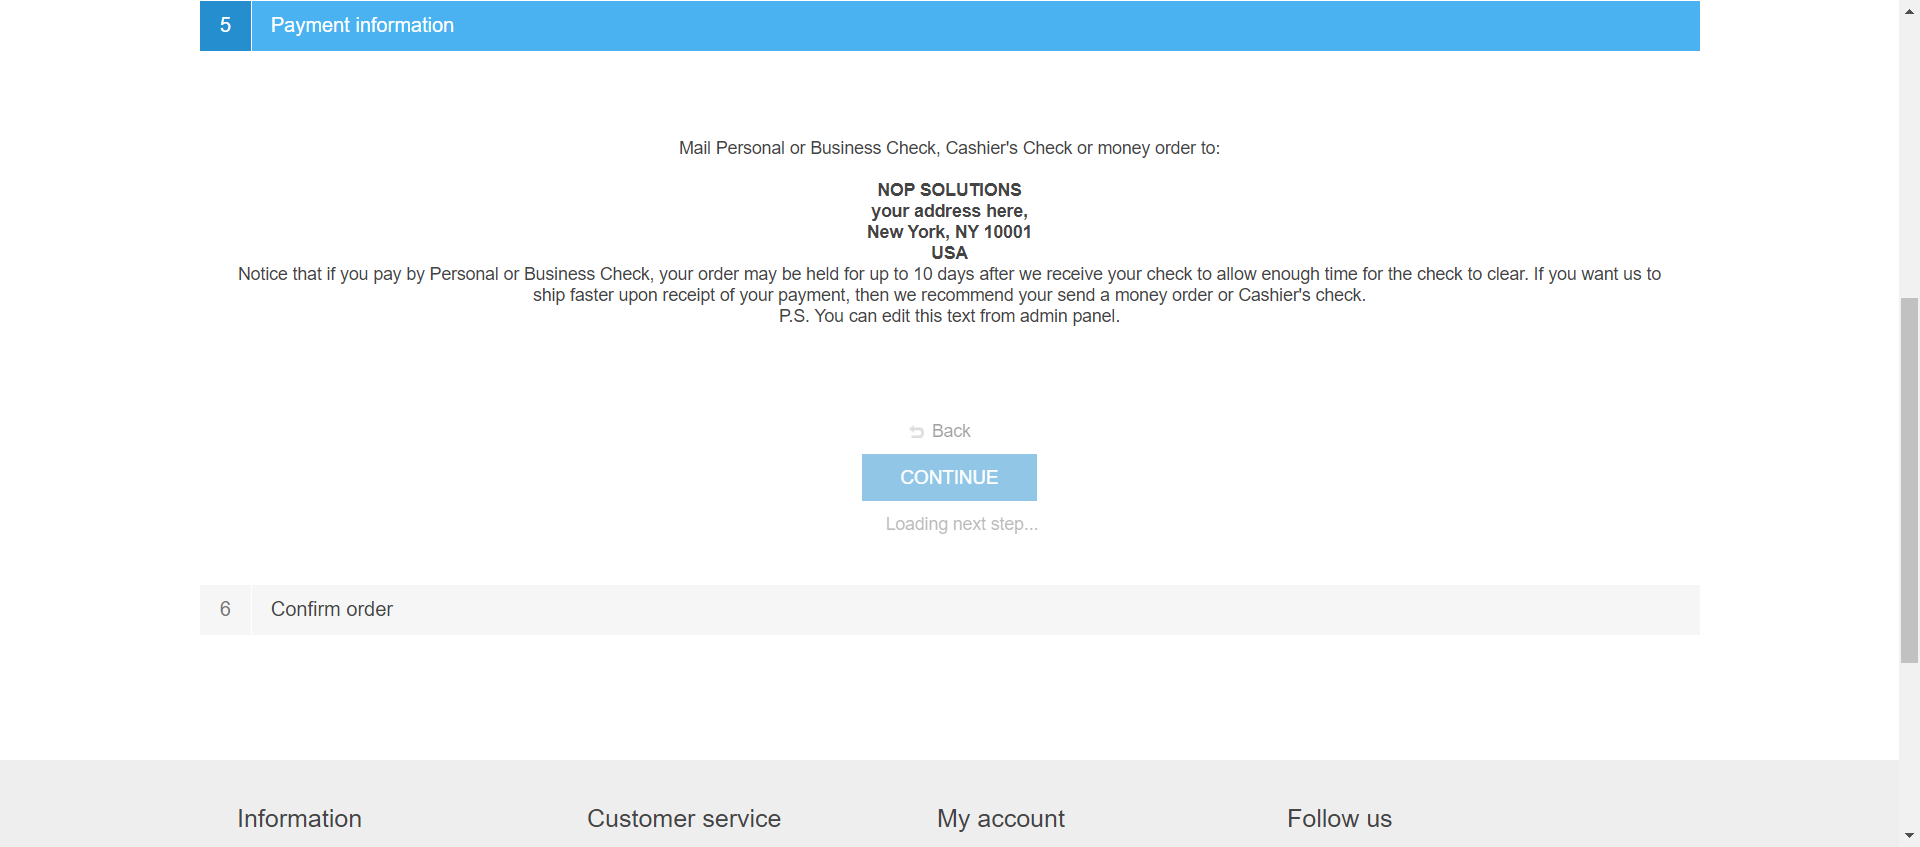 5 Payment information
Mail Personal or Business Check, Cashier's Check or money order to:
NOP SOLUTIONS
your address here,
New York, NY 10001
USA
Notice that if you pay by Personal or Business Check, your order may be held for up to 10 days after we receive your check to allow enough time for the check to clear. If you want us to
ship faster upon receipt of your payment, then we recommend your send a money order or Cashier's check.
P.S. You can edit this text from admin panel.
Back
CONTINUE
Loading next step...
6 Confirm order
Information Customer service My account Follow us